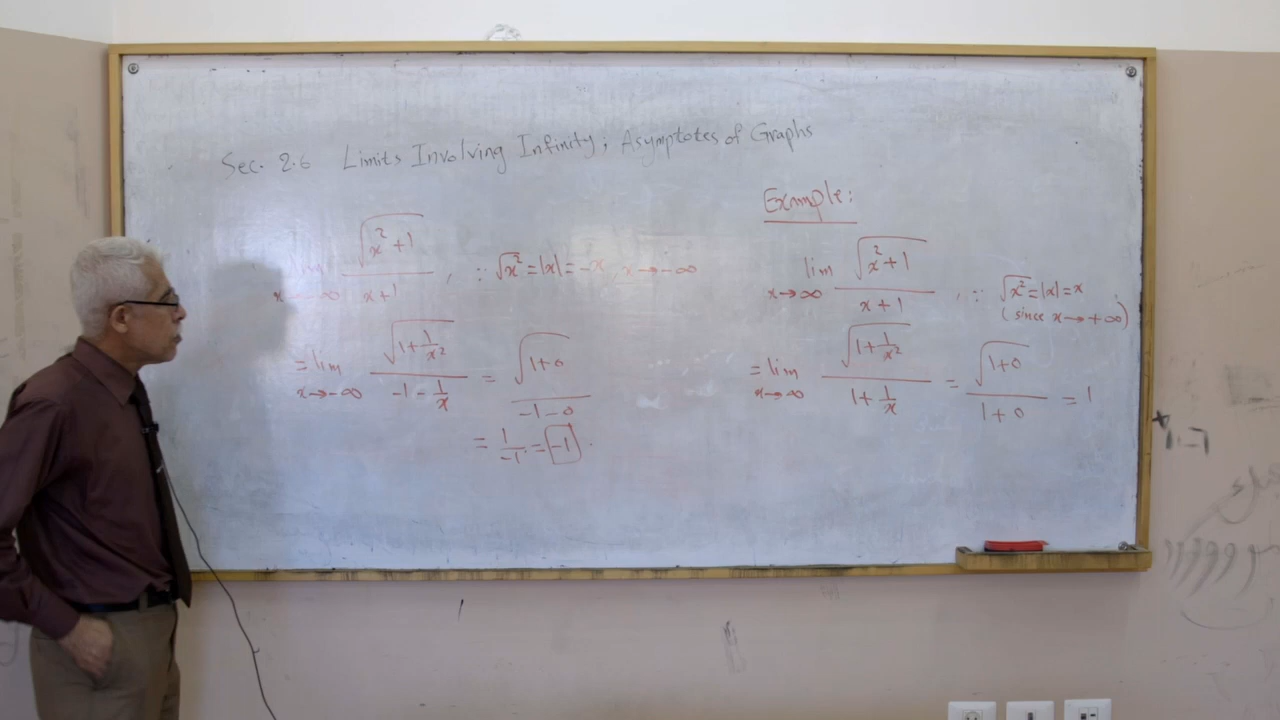 Sec. 2.6 Limits Involving Infinity; Asymptotes of Graphs
Example:
lim x→∞ √(x²+1) / (x+1) , ∵ √x² = |x| = x
(since x→+∞)
= lim x→∞ √(1+1/x²) / (1+1/x) = √(1+0) / (1+0) = 1
lim x→-∞ √(x²+1) / (x+1) , ∵ √x² = |x| = -x x→-∞
= lim x→-∞ √(1+1/x²) / (-1-1/x) = √(1+0) / (-1-0)
= 1/-1 = -1